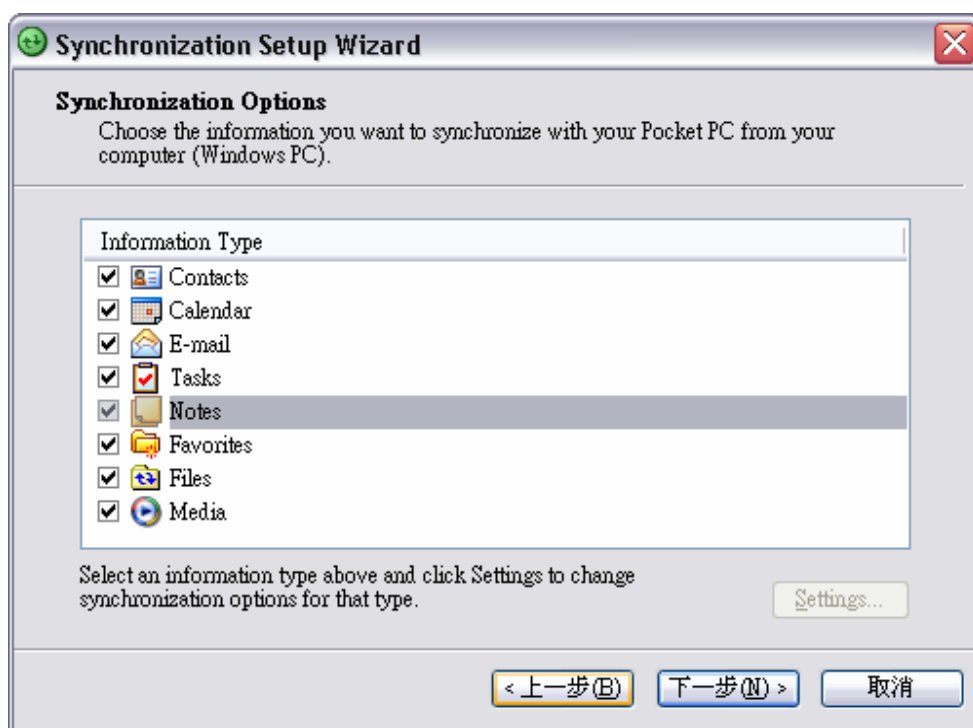 Synchronization Setup Wizard
Synchronization Options
Choose the information you want to synchronize with your Pocket PC from your
computer (Windows PC).
Information Type
Contacts
Calendar
E-mail
Tasks
Notes
Favorites
Files
Media
Select an information type above and click Settings to change
synchronization options for that type.
Settings...
< 上一步(B)
下一步(N) >
取消